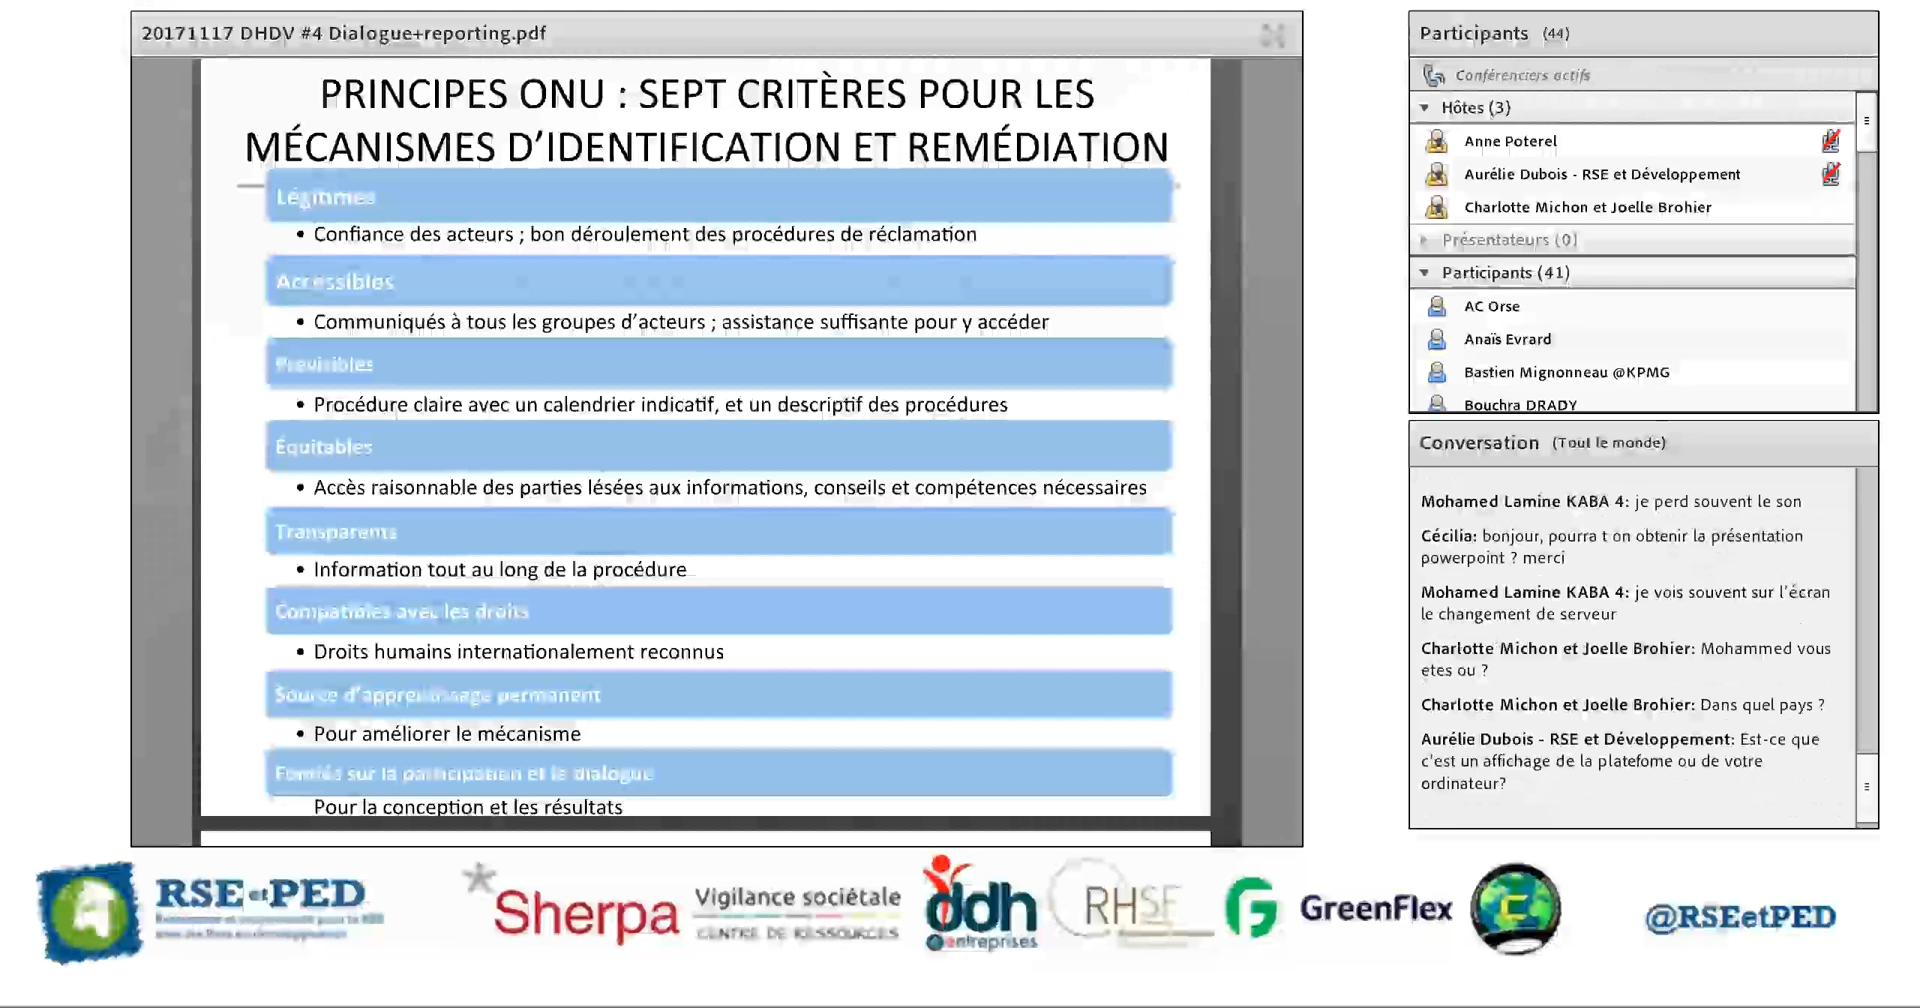 20171117 DHDV #4 Dialogue+reporting.pdf
PRINCIPES ONU : SEPT CRITÈRES POUR LES
MÉCANISMES D’IDENTIFICATION ET REMÉDIATION
Légitimes
• Confiance des acteurs ; bon déroulement des procédures de réclamation
Accessibles
• Communiqués à tous les groupes d’acteurs ; assistance suffisante pour y accéder
Prévisibles
• Procédure claire avec un calendrier indicatif, et un descriptif des procédures
Équitables
• Accès raisonnable des parties lésées aux informations, conseils et compétences nécessaires
Transparents
• Information tout au long de la procédure
Compatibles avec les droits
• Droits humains internationalement reconnus
Source d’apprentissage permanent
• Pour améliorer le mécanisme
Fondés sur la participation et le dialogue
Pour la conception et les résultats
Participants (44)
Conférenciers actifs
Hôtes (3)
Anne Poterel
Aurélie Dubois - RSE et Développement
Charlotte Michon et Joelle Brohier
Présentateurs (0)
Participants (41)
AC Orse
Anaïs Evrard
Bastien Mignonneau @KPMG
Bouchra DRADY
Conversation (Tout le monde)
Mohamed Lamine KABA 4: je perd souvent le son
Cécilia: bonjour, pourra t on obtenir la présentation
powerpoint ? merci
Mohamed Lamine KABA 4: je vois souvent sur l’écran
le changement de serveur
Charlotte Michon et Joelle Brohier: Mohammed vous
etes ou ?
Charlotte Michon et Joelle Brohier: Dans quel pays ?
Aurélie Dubois - RSE et Développement: Est-ce que
c’est un affichage de la platefome ou de votre
ordinateur?
RSE et PED
Sherpa
Vigilance sociétale
CENTRE DE RESSOURCES
ddh
entreprises
RHSF
GreenFlex
@RSEetPED